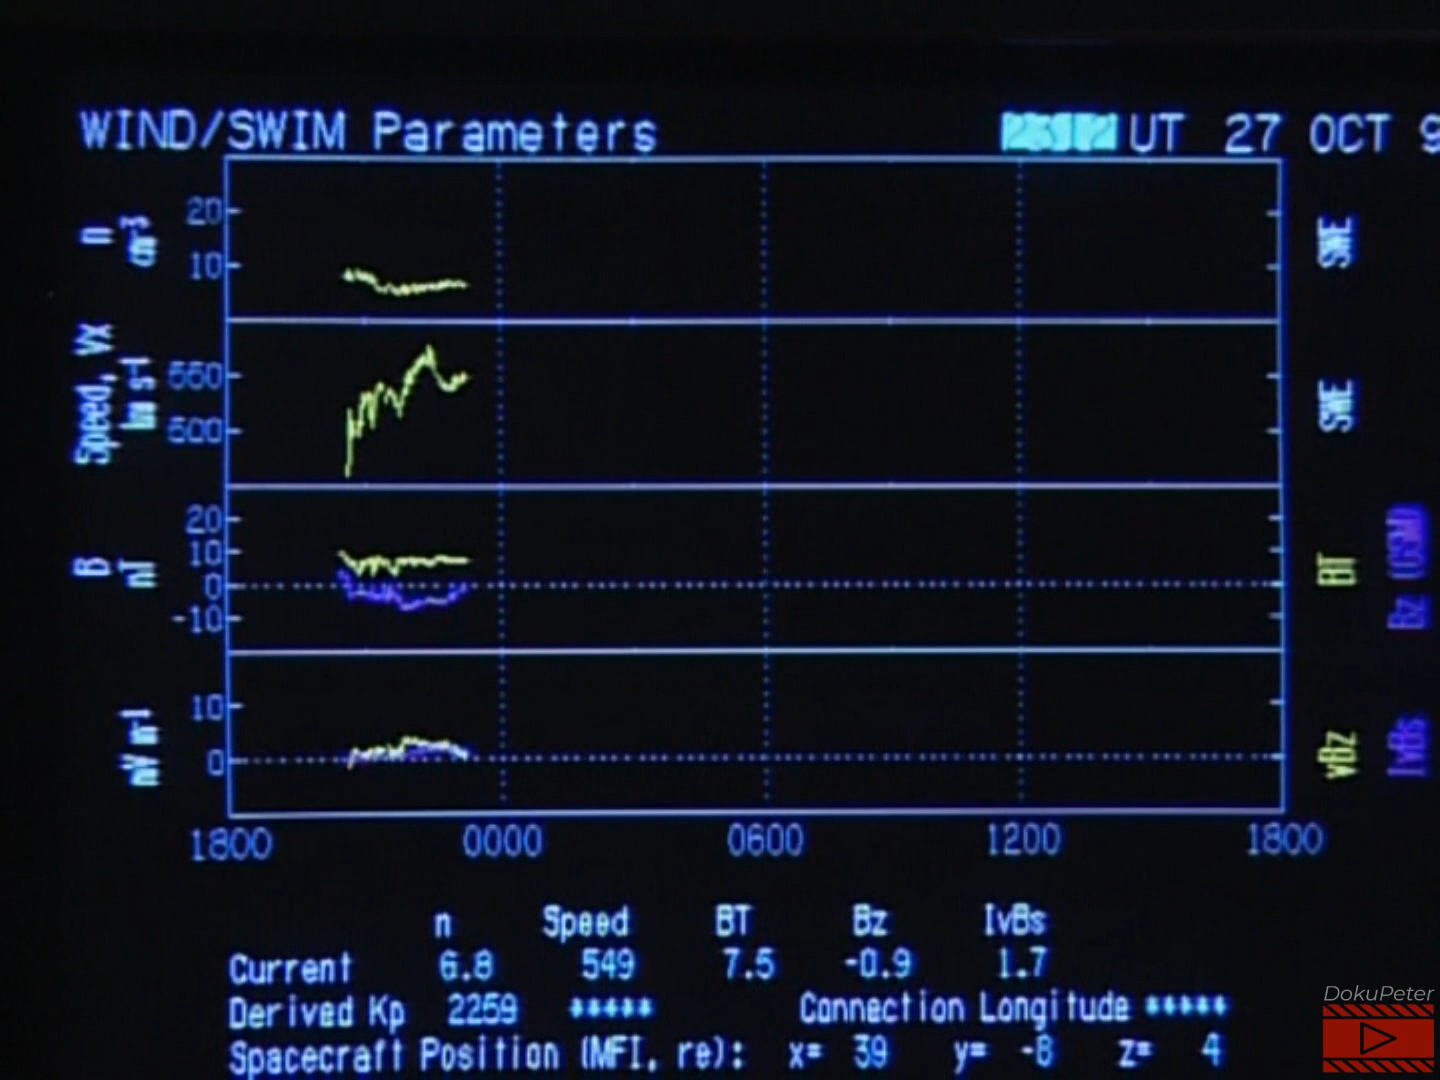 WIND/SWIM Parameters UT 27 OCT 9
n cm-3
20
10
SWE
Speed, VX km s-1
550
500
SWE
B nT
20
10
0
-10
BT Bz (GSM)
mV m-1
10
0
vBz IvBs
1800 0000 0600 1200 1800
n Speed BT Bz IvBs
Current 6.8 549 7.5 -0.9 1.7
Derived Kp 2259 ***** Connection Longitude *****
Spacecraft Position (MFI, re): x= 39 y= -8 z= 4
DokuPeter